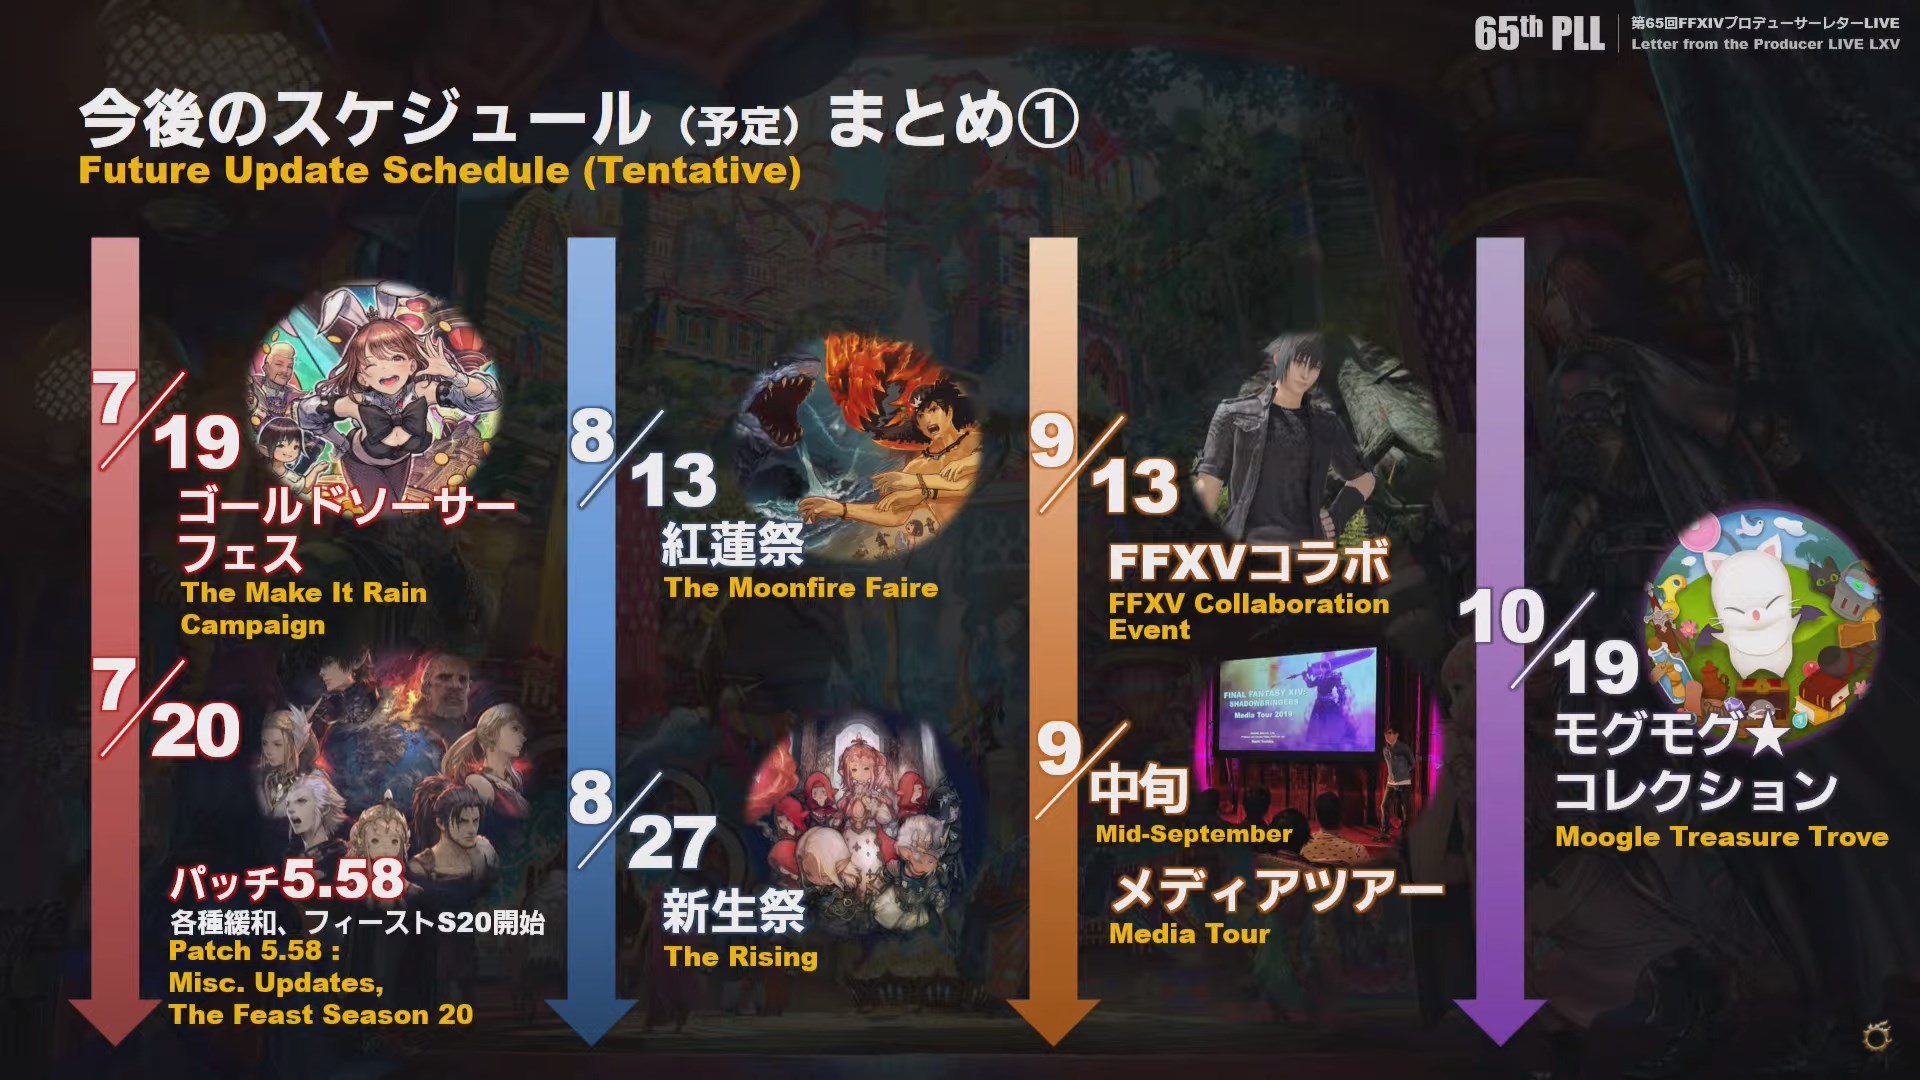 65th PLL
第65回FFXIVプロデューサーレターLIVE
Letter from the Producer LIVE LXV
今後のスケジュール（予定）まとめ①
Future Update Schedule (Tentative)
7/19
ゴールドソーサー
フェス
The Make It Rain
Campaign
7/20
パッチ5.58
各種緩和、フィーストS20開始
Patch 5.58 :
Misc. Updates,
The Feast Season 20
8/13
紅蓮祭
The Moonfire Faire
8/27
新生祭
The Rising
9/13
FFXVコラボ
FFXV Collaboration
Event
FINAL FANTASY XIV:
SHADOWBRINGERS
Media Tour 2019
9/中旬
Mid-September
メディアツアー
Media Tour
10/19
モグモグ★
コレクション
Moogle Treasure Trove